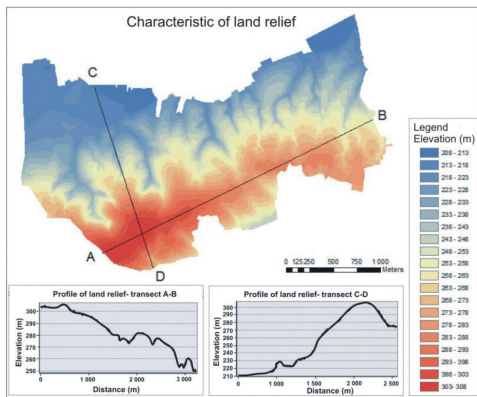 Characteristic of land relief
C
B
A
D
0 125 250 500 750 1 000
Meters
Legend
Elevation (m)
208 - 213
213 - 218
218 - 223
223 - 228
228 - 233
233 - 238
238 - 243
243 - 248
248 - 253
253 - 258
258 - 263
263 - 268
268 - 273
273 - 278
278 - 283
283 - 288
288 - 293
293 - 398
398 - 303
303 - 308
Profile of land relief- transect A-B
Elevation (m)
300
290
280
270
260
250
0
1 000
2 000
3 000
Distance (m)
Profile of land relief- transect C-D
Elevation (m)
300
290
280
270
260
250
240
230
220
210
0
500
1 000
1 500
2 000
2 500
Distance (m)